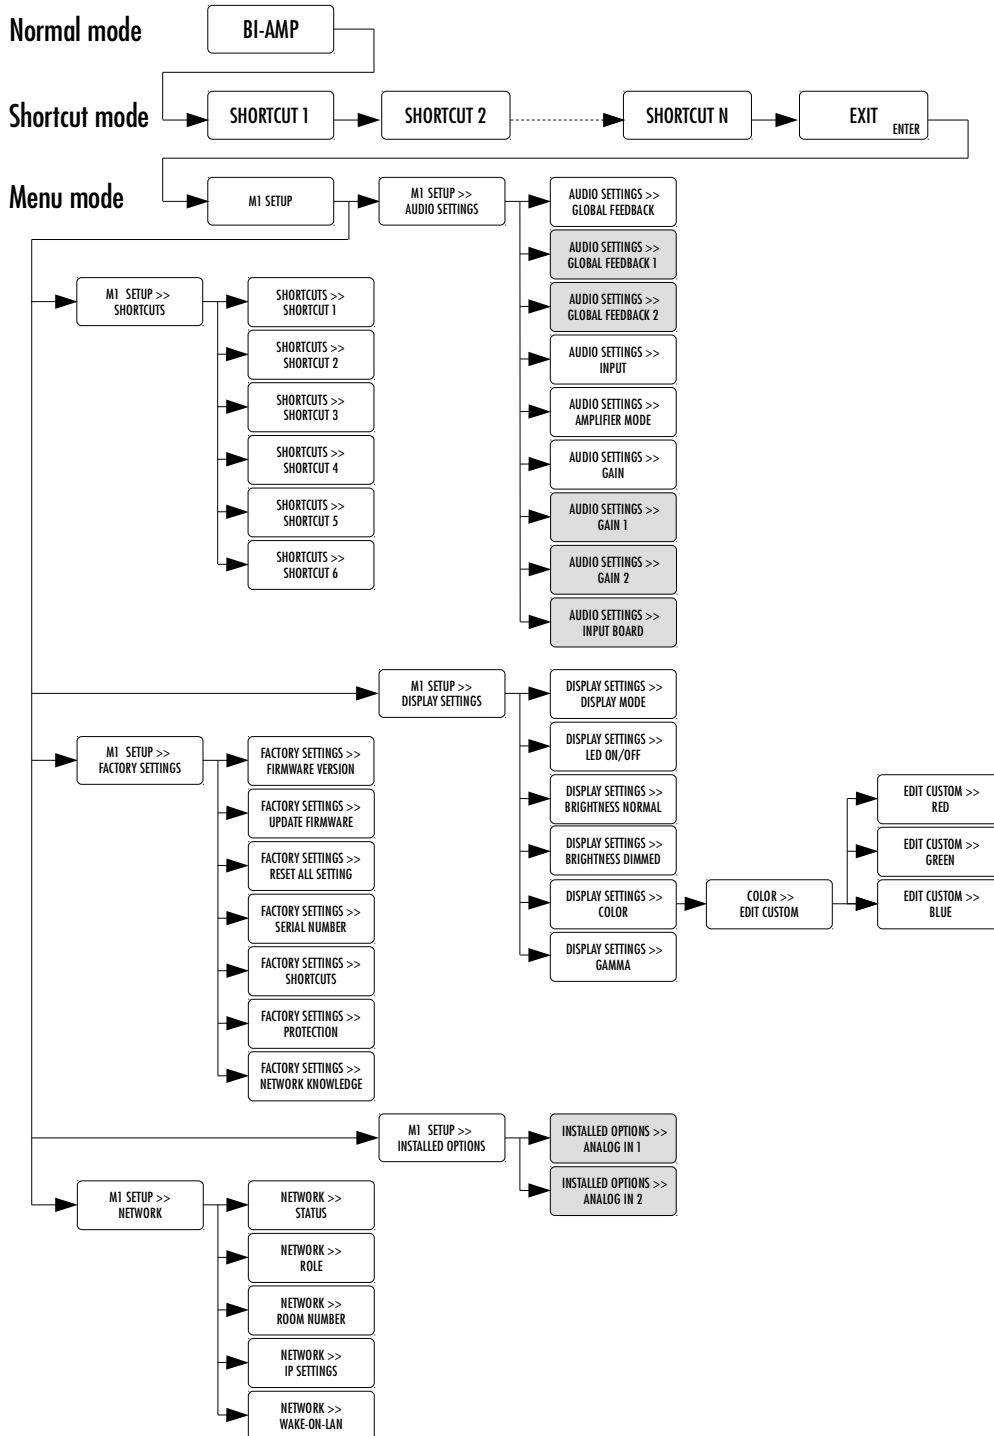 Normal mode
BI-AMP
Shortcut mode
SHORTCUT 1
SHORTCUT 2
SHORTCUT N
EXIT
ENTER
Menu mode
M1 SETUP
M1 SETUP >>
AUDIO SETTINGS
AUDIO SETTINGS >>
GLOBAL FEEDBACK
AUDIO SETTINGS >>
GLOBAL FEEDBACK 1
AUDIO SETTINGS >>
GLOBAL FEEDBACK 2
AUDIO SETTINGS >>
INPUT
AUDIO SETTINGS >>
AMPLIFIER MODE
AUDIO SETTINGS >>
GAIN
AUDIO SETTINGS >>
GAIN 1
AUDIO SETTINGS >>
GAIN 2
AUDIO SETTINGS >>
INPUT BOARD
M1 SETUP >>
SHORTCUTS
SHORTCUTS >>
SHORTCUT 1
SHORTCUTS >>
SHORTCUT 2
SHORTCUTS >>
SHORTCUT 3
SHORTCUTS >>
SHORTCUT 4
SHORTCUTS >>
SHORTCUT 5
SHORTCUTS >>
SHORTCUT 6
M1 SETUP >>
DISPLAY SETTINGS
DISPLAY SETTINGS >>
DISPLAY MODE
DISPLAY SETTINGS >>
LED ON/OFF
DISPLAY SETTINGS >>
BRIGHTNESS NORMAL
DISPLAY SETTINGS >>
BRIGHTNESS DIMMED
DISPLAY SETTINGS >>
COLOR
DISPLAY SETTINGS >>
GAMMA
COLOR >>
EDIT CUSTOM
EDIT CUSTOM >>
RED
EDIT CUSTOM >>
GREEN
EDIT CUSTOM >>
BLUE
M1 SETUP >>
FACTORY SETTINGS
FACTORY SETTINGS >>
FIRMWARE VERSION
FACTORY SETTINGS >>
UPDATE FIRMWARE
FACTORY SETTINGS >>
RESET ALL SETTING
FACTORY SETTINGS >>
SERIAL NUMBER
FACTORY SETTINGS >>
SHORTCUTS
FACTORY SETTINGS >>
PROTECTION
FACTORY SETTINGS >>
NETWORK KNOWLEDGE
M1 SETUP >>
INSTALLED OPTIONS
INSTALLED OPTIONS >>
ANALOG IN 1
INSTALLED OPTIONS >>
ANALOG IN 2
M1 SETUP >>
NETWORK
NETWORK >>
STATUS
NETWORK >>
ROLE
NETWORK >>
ROOM NUMBER
NETWORK >>
IP SETTINGS
NETWORK >>
WAKE-ON-LAN